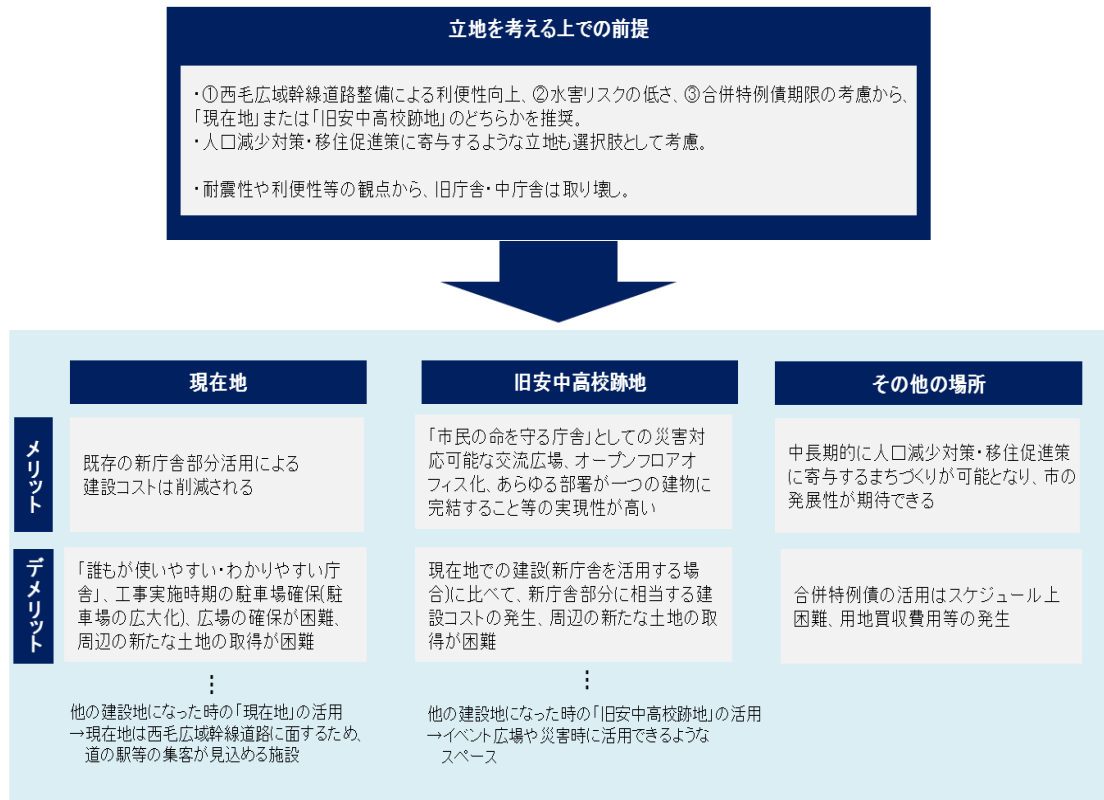 立地を考える上での前提
・①西毛広域幹線道路整備による利便性向上、②水害リスクの低さ、③合併特例債期限の考慮から、
「現在地」または「旧安中高校跡地」のどちらかを推奨。
・人口減少対策・移住促進策に寄与するような立地も選択肢として考慮。
・耐震性や利便性等の観点から、旧庁舎・中庁舎は取り壊し。
現在地
旧安中高校跡地
その他の場所
メリット
既存の新庁舎部分活用による
建設コストは削減される
「市民の命を守る庁舎」としての災害対
応可能な交流広場、オープンフロアオ
フィス化、あらゆる部署が一つの建物に
完結すること等の実現性が高い
中長期的に人口減少対策・移住促進策
に寄与するまちづくりが可能となり、市の
発展性が期待できる
デメリット
「誰もが使いやすい・わかりやすい庁
舎」、工事実施時期の駐車場確保(駐
車場の広大化)、広場の確保が困難、
周辺の新たな土地の取得が困難
現在地での建設(新庁舎を活用する場
合)に比べて、新庁舎部分に相当する建
設コストの発生、周辺の新たな土地の取
得が困難
合併特例債の活用はスケジュール上
困難、用地買収費用等の発生
⋮
他の建設地になった時の「現在地」の活用
→現在地は西毛広域幹線道路に面するため、
道の駅等の集客が見込める施設
⋮
他の建設地になった時の「旧安中高校跡地」の活用
→イベント広場や災害時に活用できるような
スペース